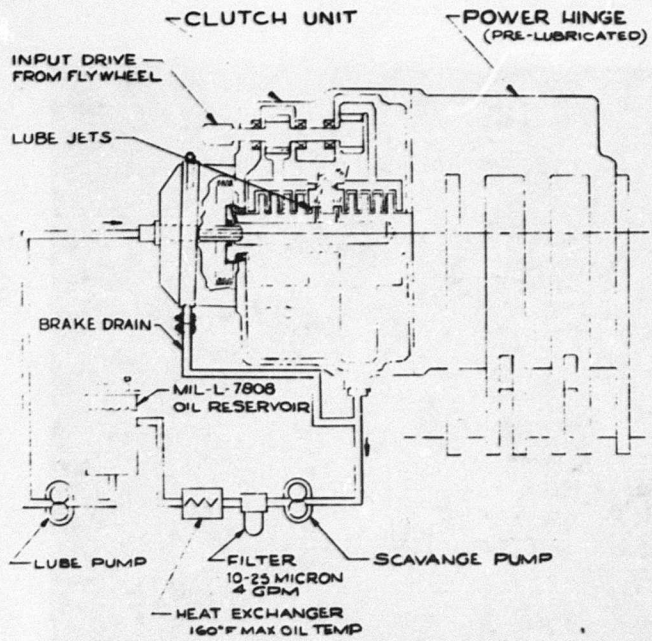 CLUTCH UNIT
POWER HINGE
(PRE-LUBRICATED)
INPUT DRIVE
FROM FLYWHEEL
LUBE JETS
BRAKE DRAIN
MIL-L-7808
OIL RESERVOIR
LUBE PUMP
FILTER
10-25 MICRON
4 GPM
SCAVANGE PUMP
HEAT EXCHANGER
160°F MAX OIL TEMP